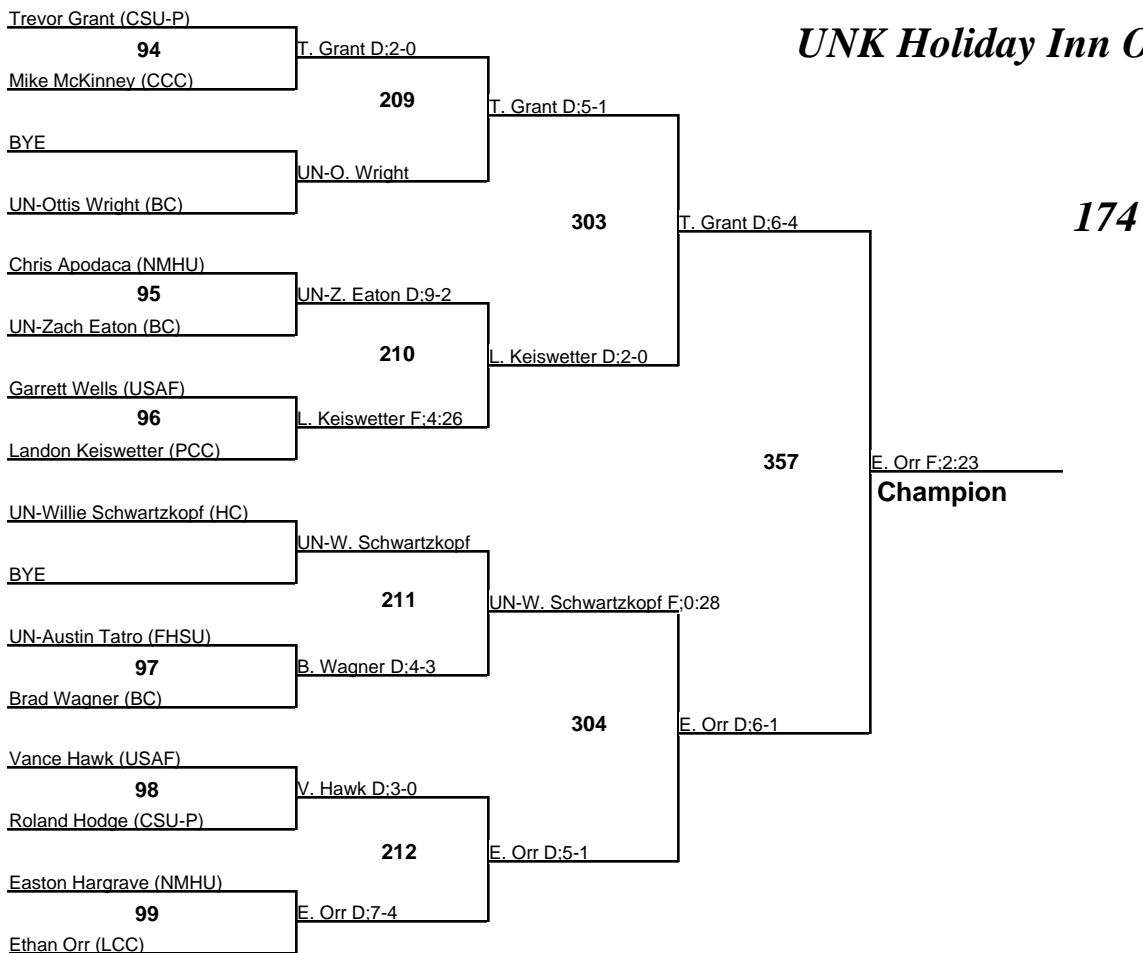 Trevor Grant (CSU-P)
94
T. Grant D;2-0
UNK Holiday Inn O
Mike McKinney (CCC)
209
T. Grant D;5-1
BYE
UN-O. Wright
UN-Ottis Wright (BC)
303
T. Grant D;6-4
174
Chris Apodaca (NMHU)
95
UN-Z. Eaton D;9-2
UN-Zach Eaton (BC)
210
L. Keiswetter D;2-0
Garrett Wells (USAF)
96
L. Keiswetter F;4:26
Landon Keiswetter (PCC)
357
E. Orr F;2:23
Champion
UN-Willie Schwartzkopf (HC)
UN-W. Schwartzkopf
BYE
211
UN-W. Schwartzkopf F;0:28
UN-Austin Tatro (FHSU)
97
B. Wagner D;4-3
Brad Wagner (BC)
304
E. Orr D;6-1
Vance Hawk (USAF)
98
V. Hawk D;3-0
Roland Hodge (CSU-P)
212
E. Orr D;5-1
Easton Hargrave (NMHU)
99
E. Orr D;7-4
Ethan Orr (LCC)